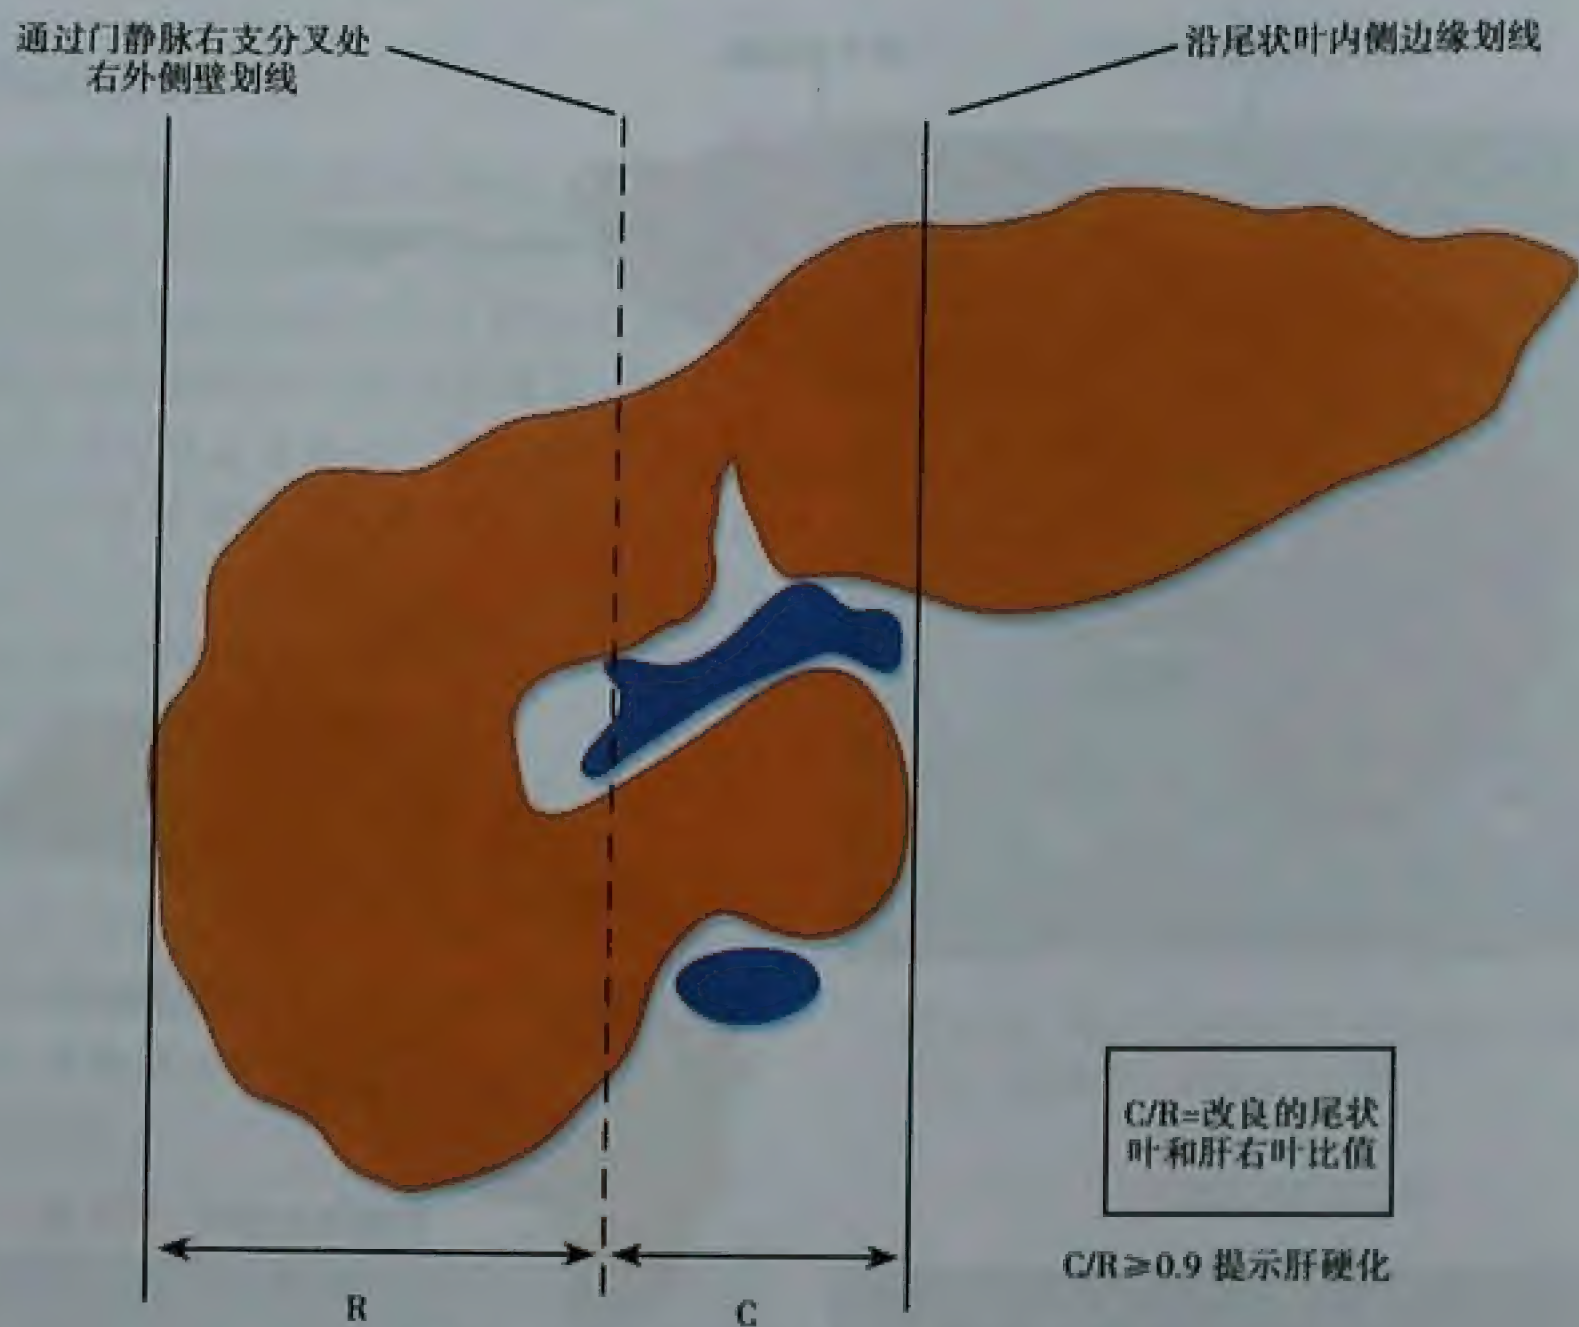 通过门静脉右支分叉处
右外侧壁划线
沿尾状叶内侧边缘划线
C/R=改良的尾状
叶和肝右叶比值
C/R≥0.9 提示肝硬化
R
C